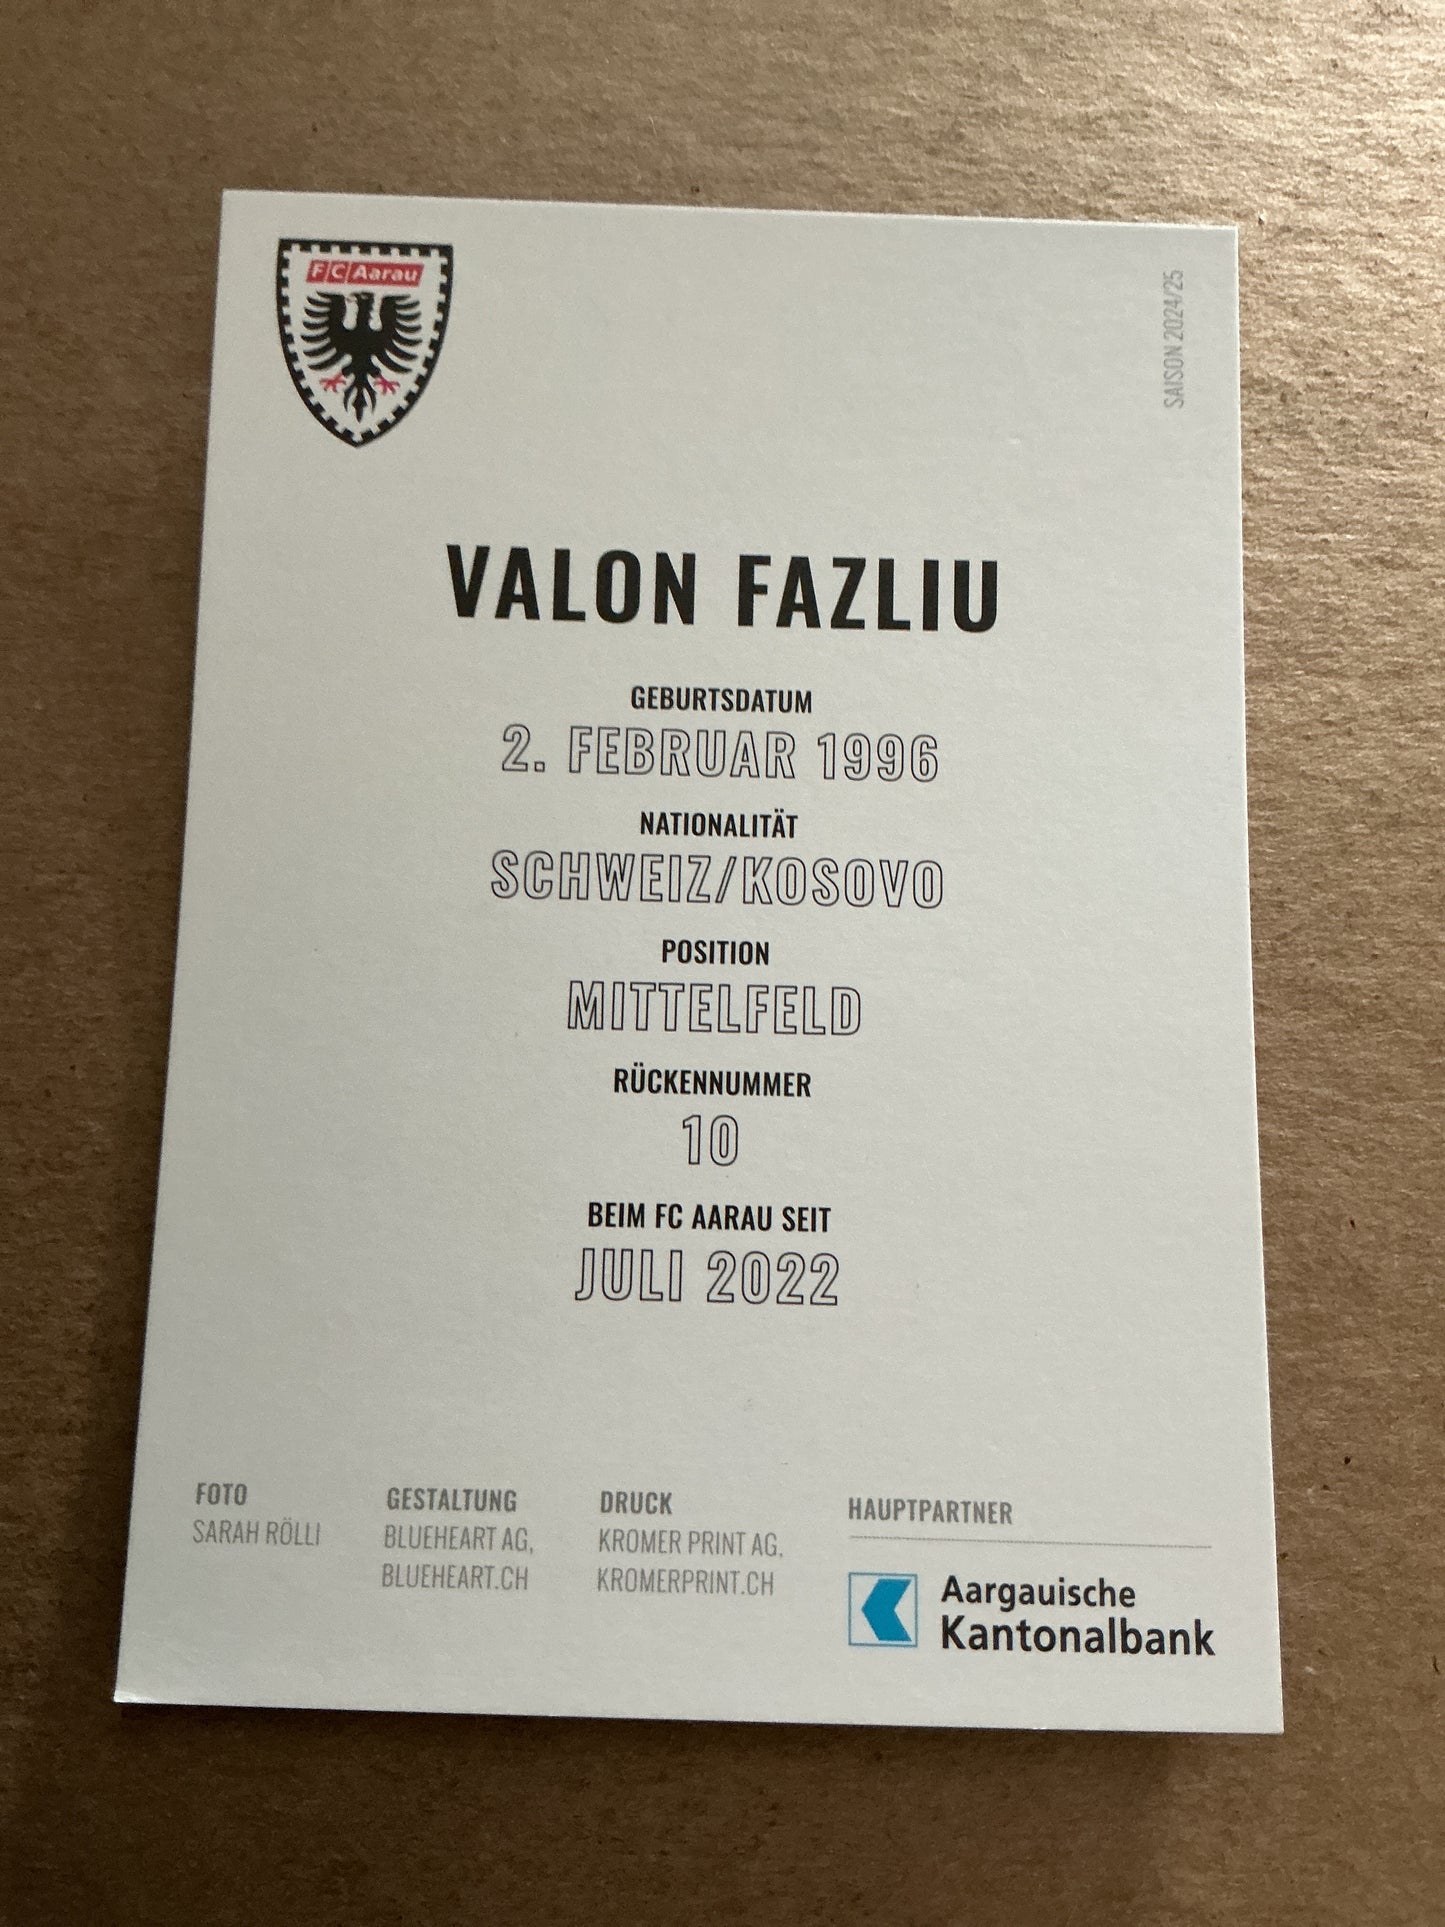 FC Aarau
SAISON 2024/25
VALON FAZLIU
GEBURTSDATUM
2. FEBRUAR 1996
NATIONALITÄT
SCHWEIZ/KOSOVO
POSITION
MITTELFELD
RÜCKENNUMMER
10
BEIM FC AARAU SEIT
JULI 2022
FOTO
SARAH RÖLLI
GESTALTUNG
BLUEHEART AG,
BLUEHEART.CH
DRUCK
KROMER PRINT AG,
KROMERPRINT.CH
HAUPTPARTNER
Aargauische
Kantonalbank